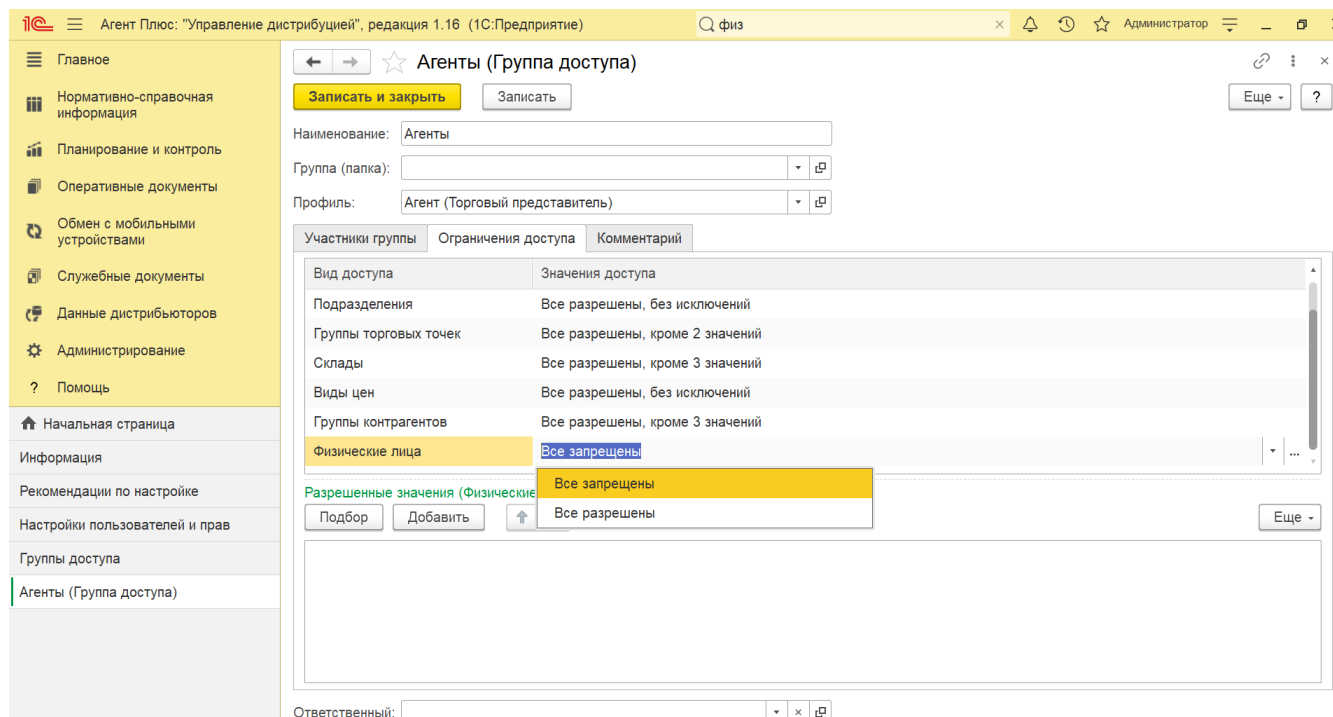 1С Агент Плюс: "Управление дистрибуцией", редакция 1.16 (1С:Предприятие) физ Администратор
Главное
Нормативно-справочная
информация
Планирование и контроль
Оперативные документы
Обмен с мобильными
устройствами
Служебные документы
Данные дистрибьюторов
Администрирование
? Помощь
Начальная страница
Информация
Рекомендации по настройке
Настройки пользователей и прав
Группы доступа
Агенты (Группа доступа)
Агенты (Группа доступа)
Записать и закрыть Записать Еще ?
Наименование: Агенты
Группа (папка):
Профиль: Агент (Торговый представитель)
Участники группы Ограничения доступа Комментарий
Вид доступа Значения доступа
Подразделения Все разрешены, без исключений
Группы торговых точек Все разрешены, кроме 2 значений
Склады Все разрешены, кроме 3 значений
Виды цен Все разрешены, без исключений
Группы контрагентов Все разрешены, кроме 3 значений
Физические лица Все запрещены ...
Все запрещены
Все разрешены
Разрешенные значения (Физические
Подбор Добавить Еще
Ответственный: